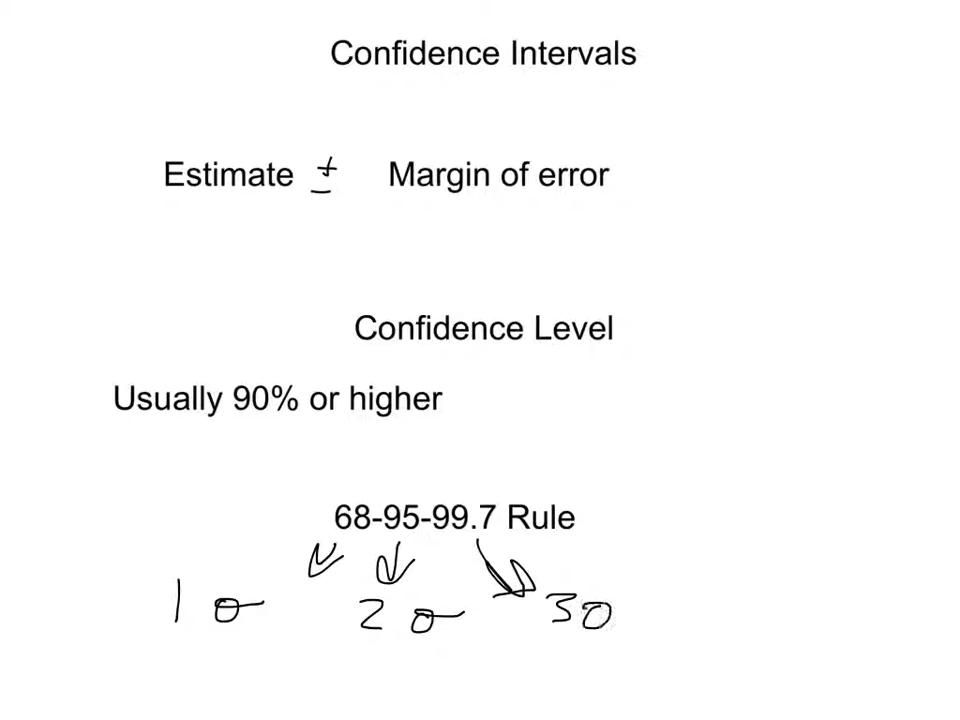 Confidence Intervals
Estimate ± Margin of error
Confidence Level
Usually 90% or higher
68-95-99.7 Rule
1σ 2σ 30